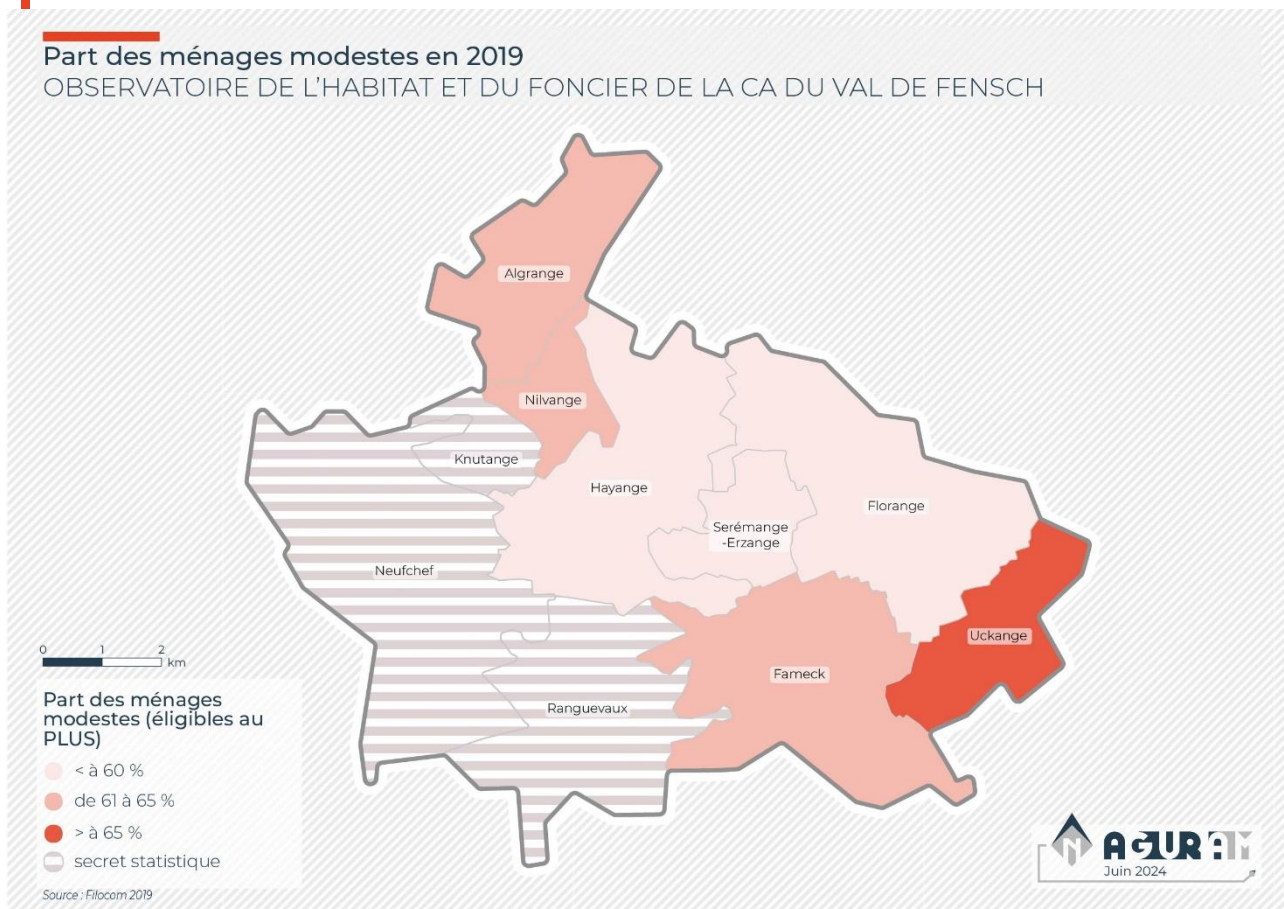 Part des ménages modestes en 2019
OBSERVATOIRE DE L'HABITAT ET DU FONCIER DE LA CA DU VAL DE FENSCH
Algrange
Nilvange
Knutange
Hayange
Florange
Serémange
-Erzange
Neufchef
Uckange
Fameck
Ranguevaux
0 1 2
km
Part des ménages
modestes (éligibles au
PLUS)
< à 60 %
de 61 à 65 %
> à 65 %
secret statistique
Source : Filocom 2019
N
AGURAM
Juin 2024